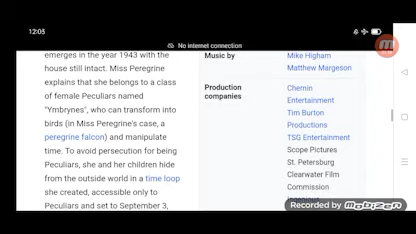 12:03
No internet connection
emerges in the year 1943 with the
house still intact. Miss Peregrine
explains that she belongs to a class
of female Peculiars named
"Ymbrynes", who can transform into
birds (in Miss Peregrine's case, a
peregrine falcon) and manipulate
time. To avoid persecution for being
Peculiars, she and her children hide
from the outside world in a time loop
she created, accessible only to
Peculiars and set to September 3,
Music by
Mike Higham
Matthew Margeson
Production
companies
Chernin
Entertainment
Tim Burton
Productions
TSG Entertainment
Scope Pictures
St. Petersburg
Clearwater Film
Commission
Recorded by MOBIZEN